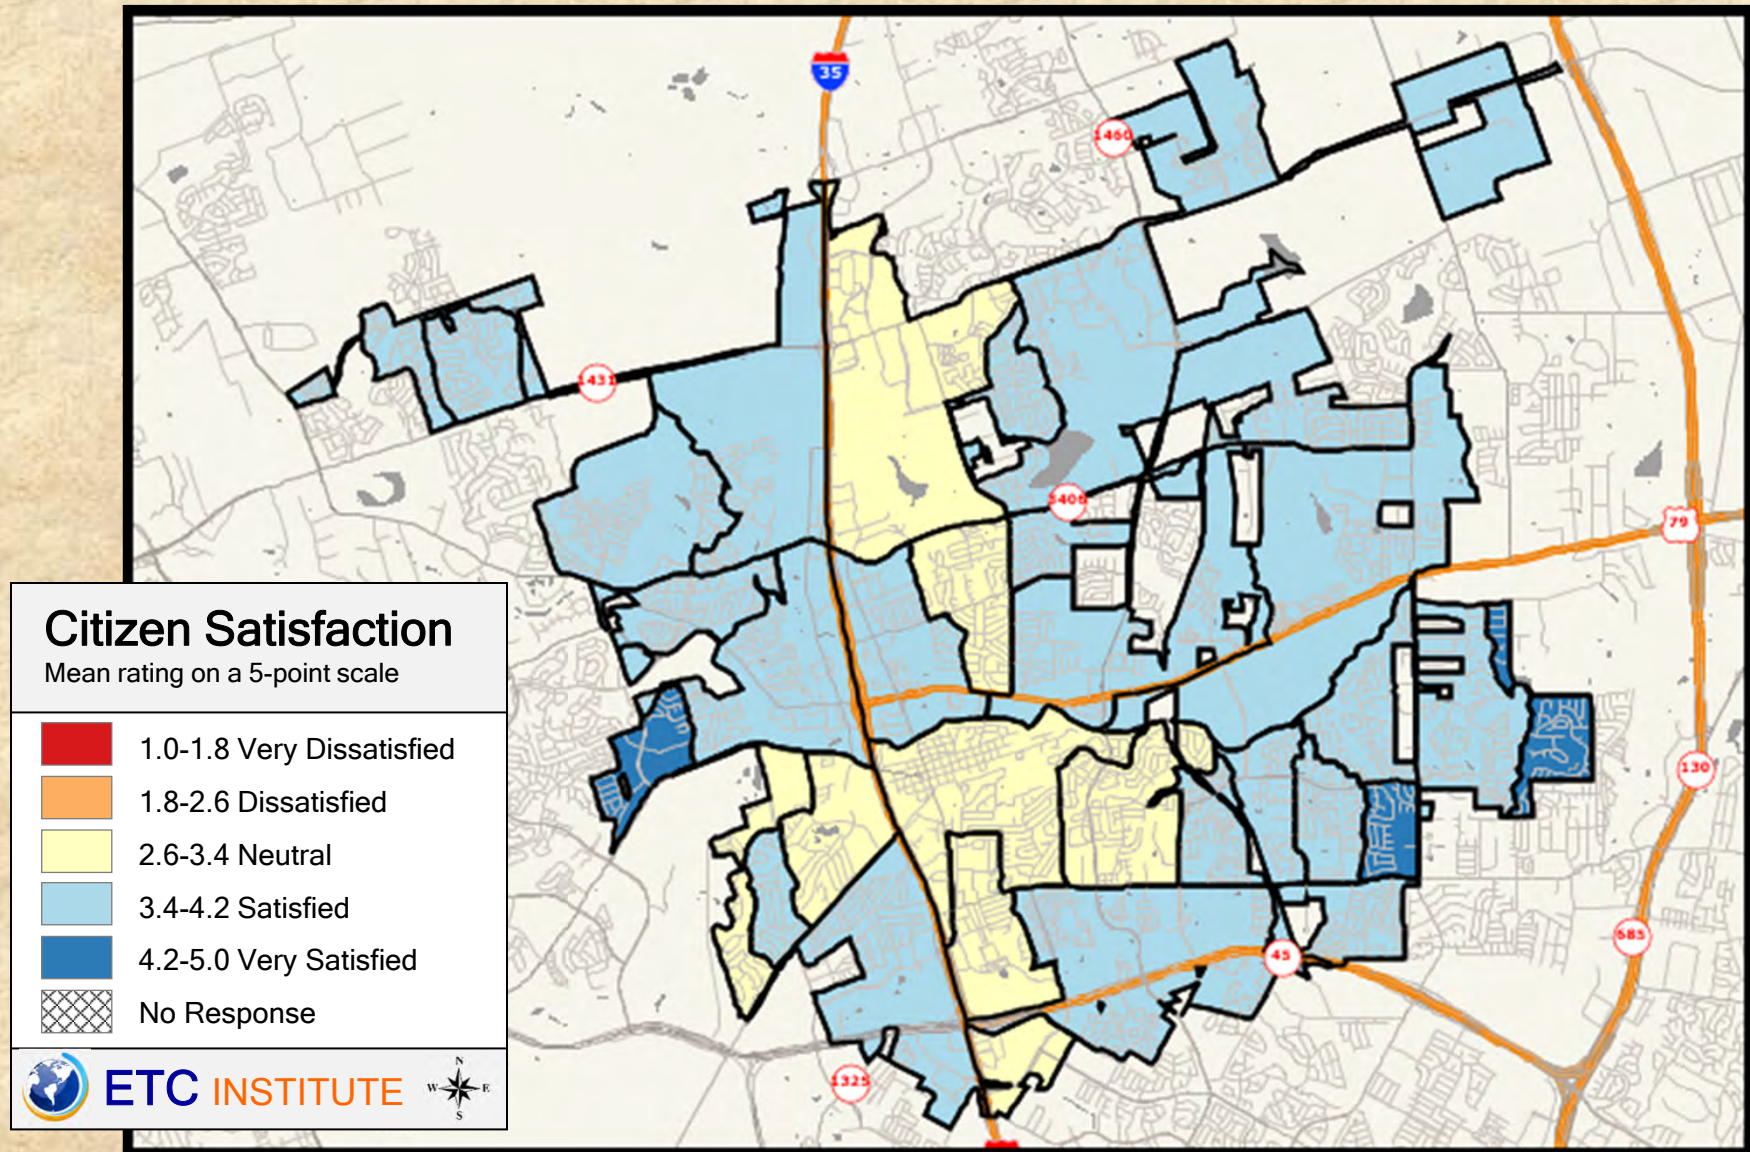 35
1460
1431
3406
79
Citizen Satisfaction
Mean rating on a 5-point scale
1.0-1.8 Very Dissatisfied
1.8-2.6 Dissatisfied
2.6-3.4 Neutral
3.4-4.2 Satisfied
4.2-5.0 Very Satisfied
No Response
130
685
45
1325
ETC INSTITUTE
N
W E
S